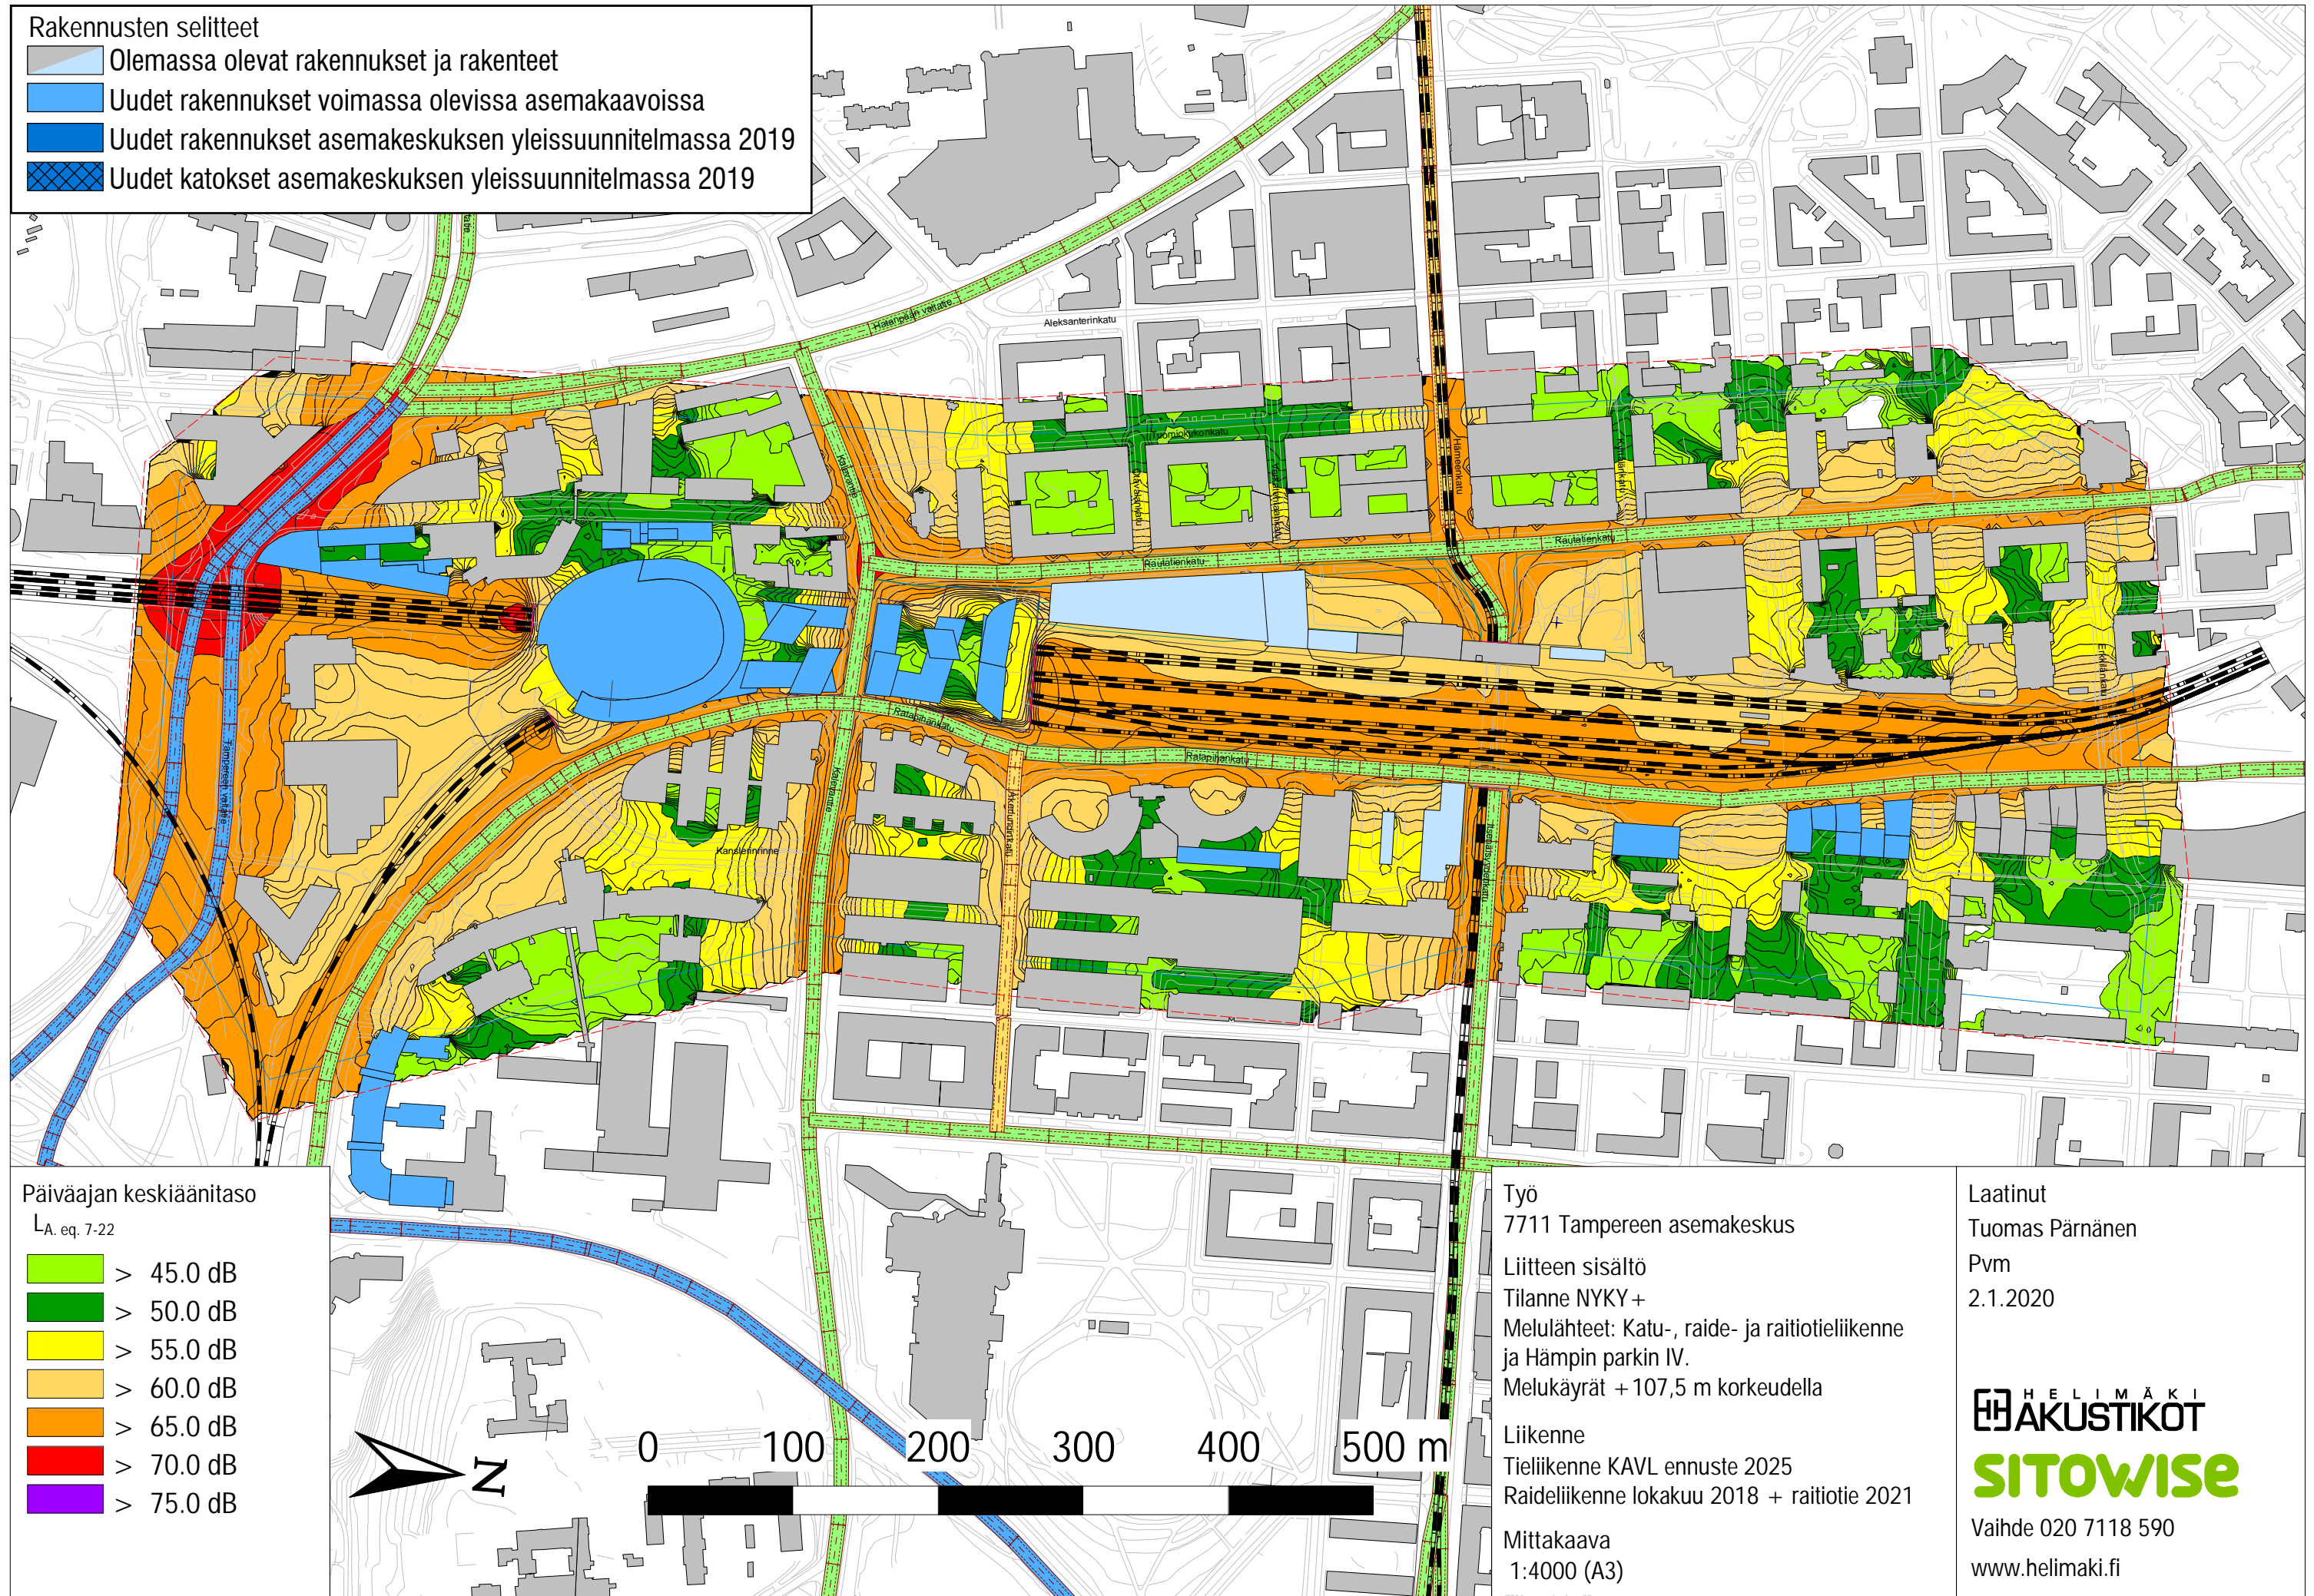 Rakennusten selitteet
Olemassa olevat rakennukset ja rakenteet
Uudet rakennukset voimassa olevissa asemakaavoissa
Uudet rakennukset asemakeskuksen yleissuunnitelmassa 2019
Uudet katokset asemakeskuksen yleissuunnitelmassa 2019
Hatanpään valtatie
Aleksanterinkatu
Tuomiokirkonkatu
Hämeenkatu
Rautatienkatu
Rautatienkatu
Erkkilänkatu
Tampereen valtatie
Ratapihankatu
Ratapihankatu
Kalevantie
Åkerlundinkatu
Itsenäisyydenkatu
Kanslerinrinne
Päiväajan keskiäänitaso
LA. eq. 7-22
> 45.0 dB
> 50.0 dB
> 55.0 dB
> 60.0 dB
> 65.0 dB
> 70.0 dB
> 75.0 dB
N
0 100 200 300 400 500 m
Työ
7711 Tampereen asemakeskus
Liitteen sisältö
Tilanne NYKY+
Melulähteet: Katu-, raide- ja raitiotieliikenne
ja Hämpin parkin IV.
Melukäyrät +107,5 m korkeudella
Liikenne
Tieliikenne KAVL ennuste 2025
Raideliikenne lokakuu 2018 + raitiotie 2021
Mittakaava
1:4000 (A3)
Laatinut
Tuomas Pärnänen
Pvm
2.1.2020
HELIMÄKI
AKUSTIKOT
SITOWISE
Vaihde 020 7118 590
www.helimaki.fi